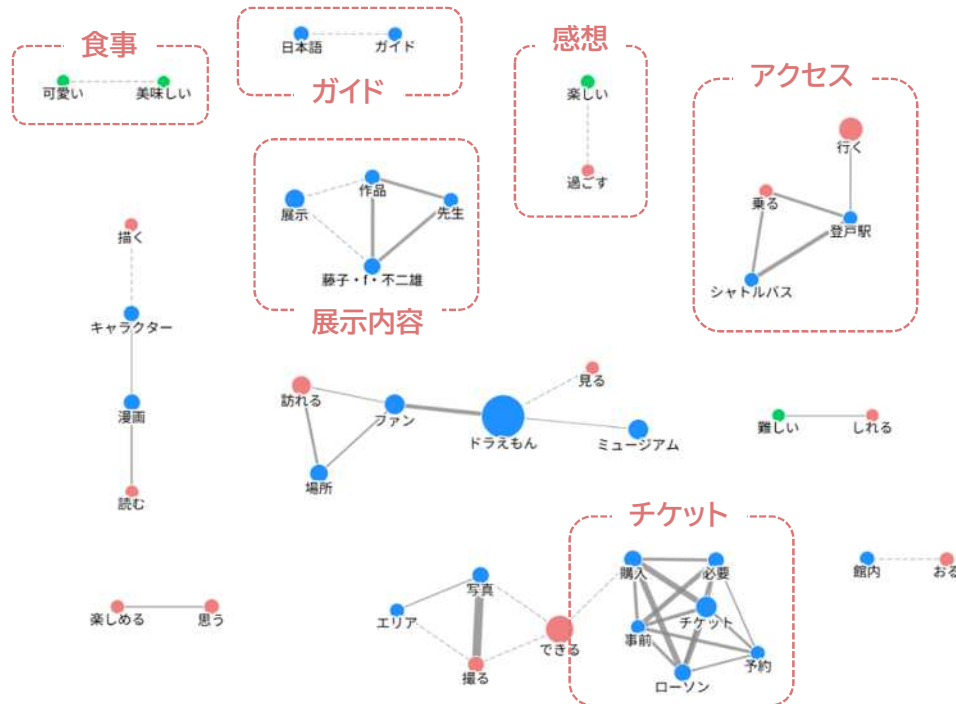 日本語
ガイド
ガイド
食事
可愛い
美味しい
感想
楽しい
過ごす
アクセス
行く
乗る
登戸駅
シャトルバス
作品
展示
先生
藤子・f・不二雄
展示内容
描く
キャラクター
漫画
読む
訪れる
ファン
場所
ドラえもん
見る
ミュージアム
難しい
しれる
チケット
購入
必要
チケット
事前
予約
ローソン
館内
おる
楽しめる
思う
写真
エリア
撮る
できる